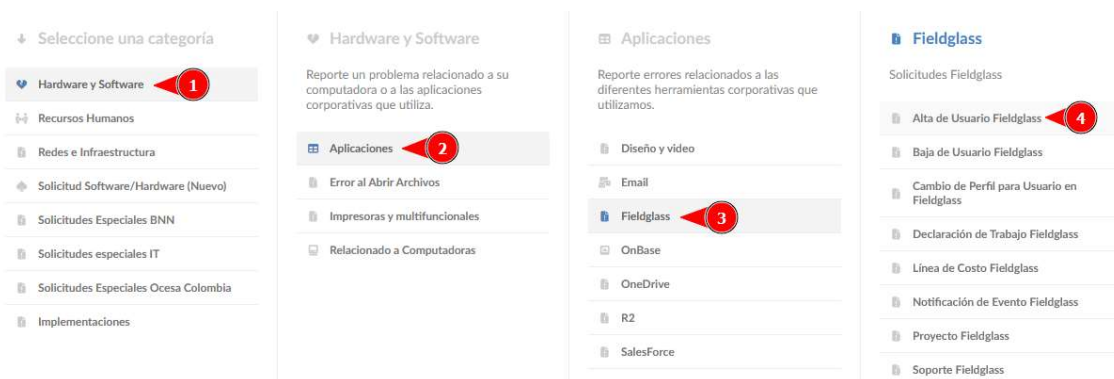 Seleccione una categoría
Hardware y Software 1
Recursos Humanos
Redes e Infraestructura
Solicitud Software/Hardware (Nuevo)
Solicitudes Especiales BNN
Solicitudes especiales IT
Solicitudes Especiales Ocesa Colombia
Implementaciones
Hardware y Software
Reporte un problema relacionado a su
computadora o a las aplicaciones
corporativas que utiliza.
Aplicaciones 2
Error al Abrir Archivos
Impresoras y multifuncionales
Relacionado a Computadoras
Aplicaciones
Reporte errores relacionados a las
diferentes herramientas corporativas que
utilizamos.
Diseño y video
Email
Fieldglass 3
OnBase
OneDrive
R2
SalesForce
Fieldglass
Solicitudes Fieldglass
Alta de Usuario Fieldglass 4
Baja de Usuario Fieldglass
Cambio de Perfil para Usuario en
Fieldglass
Declaración de Trabajo Fieldglass
Línea de Costo Fieldglass
Notificación de Evento Fieldglass
Proyecto Fieldglass
Soporte Fieldglass